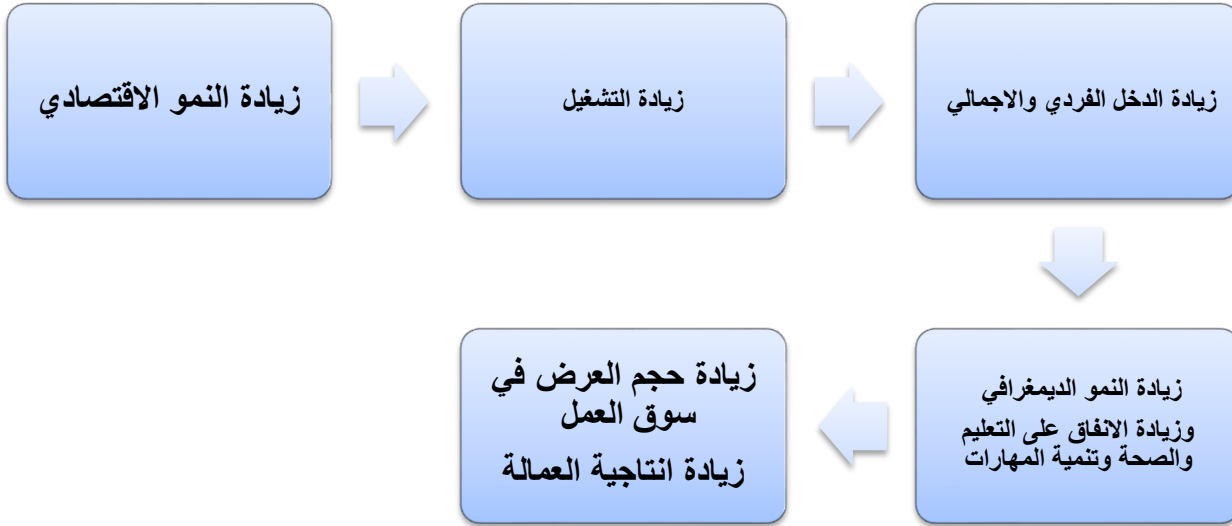 زيادة النمو الاقتصادي
زيادة التشغيل
زيادة الدخل الفردي والاجمالي
زيادة النمو الديمغرافي
وزيادة الانفاق على التعليم
والصحة وتنمية المهارات
زيادة حجم العرض في
سوق العمل
زيادة انتاجية العمالة